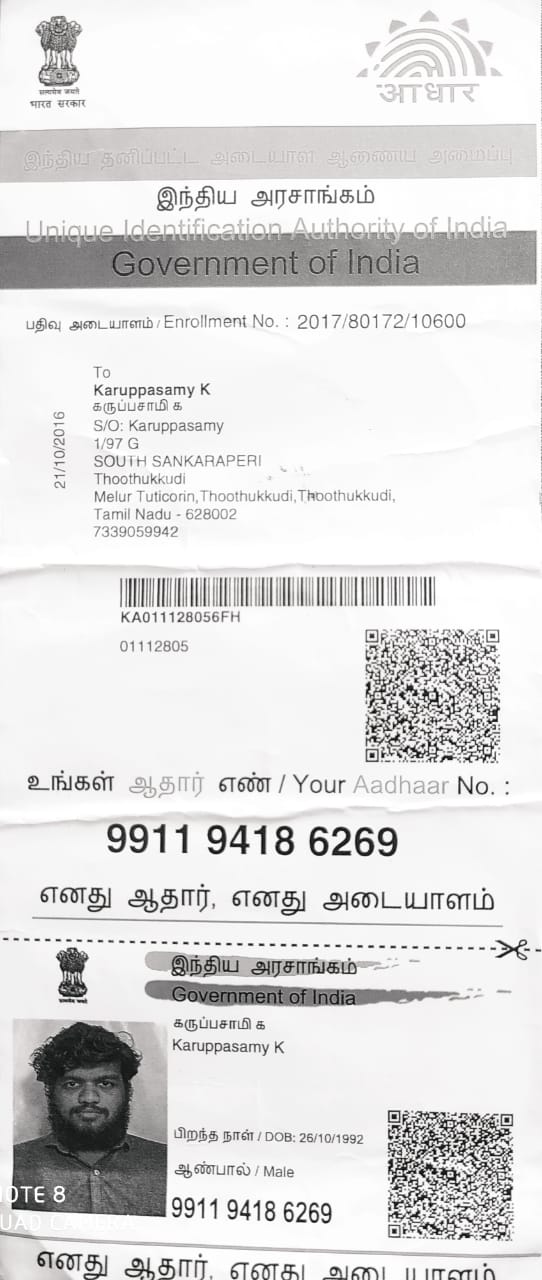 सत्यमेव जयते
भारत सरकार
आधार
இந்திய தனிப்பட்ட அடையாள ஆணைய அமைப்பு
இந்திய அரசாங்கம்
Unique Identification Authority of India
Government of India
பதிவு அடையாளம் / Enrollment No. : 2017/80172/10600
21/10/2016
To
Karuppasamy K
கருப்பசாமி க
S/O: Karuppasamy
1/97 G
SOUTH SANKARAPERI
Thoothukkudi
Melur Tuticorin,Thoothukkudi,Thoothukkudi,
Tamil Nadu - 628002
7339059942
KA011128056FH
01112805
உங்கள் ஆதார் எண் / Your Aadhaar No. :
9911 9418 6269
எனது ஆதார், எனது அடையாளம்
இந்திய அரசாங்கம்
Government of India
கருப்பசாமி க
Karuppasamy K
பிறந்த நாள் / DOB: 26/10/1992
ஆண்பால் / Male
9911 9418 6269
OTE 8
UAD CAMERA
எனது ஆதார், எனது அடையாளம்